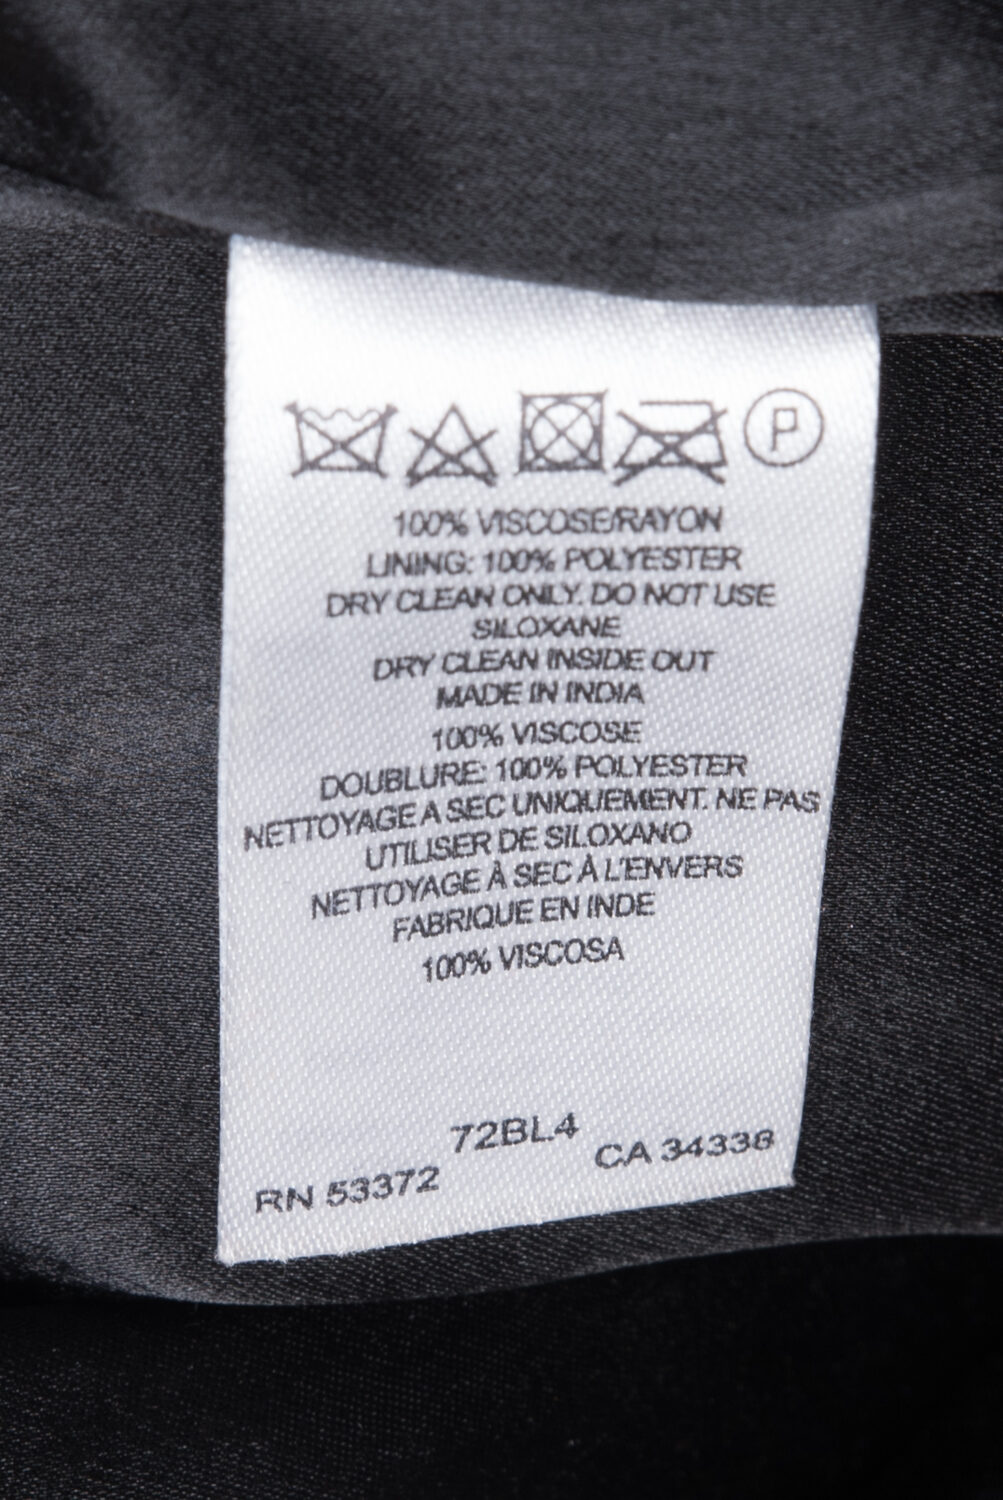 P
100% VISCOSE/RAYON
LINING: 100% POLYESTER
DRY CLEAN ONLY. DO NOT USE
SILOXANE
DRY CLEAN INSIDE OUT
MADE IN INDIA
100% VISCOSE
DOUBLURE: 100% POLYESTER
NETTOYAGE A SEC UNIQUEMENT. NE PAS
UTILISER DE SILOXANO
NETTOYAGE À SEC À L'ENVERS
FABRIQUE EN INDE
100% VISCOSA
72BL4
RN 53372 CA 34338